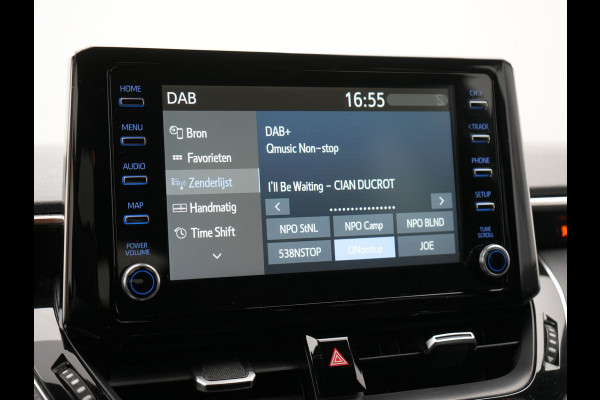 DAB
16:55
HOME
MENU
AUDIO
MAP
POWER
VOLUME
Bron
Favorieten
Zenderlijst
Handmatig
Time Shift
DAB+
Qmusic Non-stop
I'll Be Waiting - CIAN DUCROT
NPO StNL
NPO Camp
NPO BLND
538NSTOP
QNonstop
JOE
CH >
< TRACK
PHONE
SETUP
TUNE
SCROLL